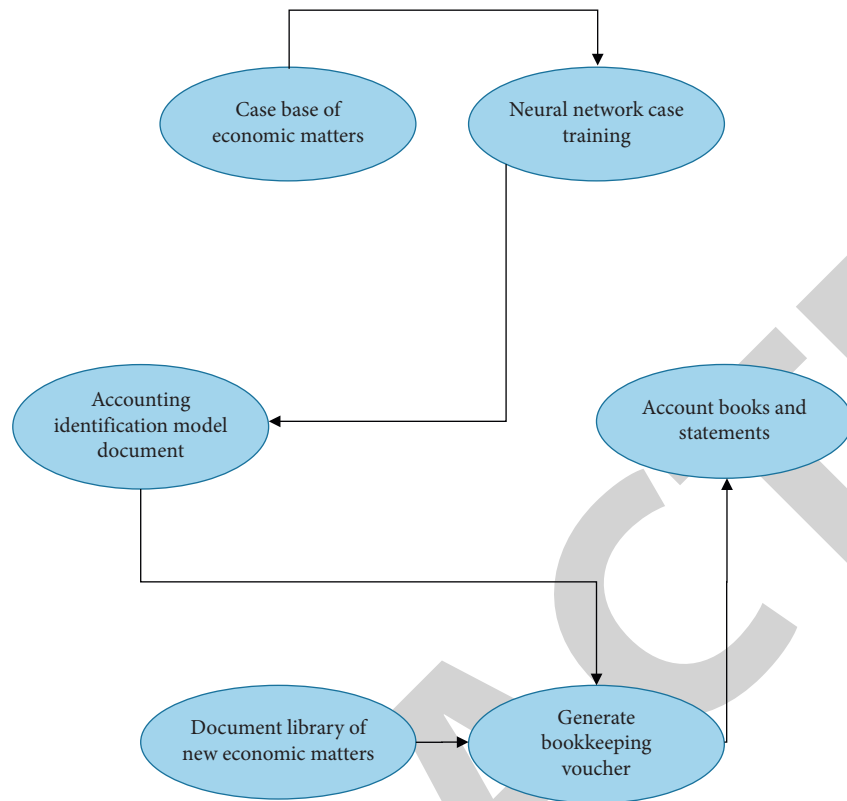 Case base of
economic matters
Neural network case
training
Accounting
identification model
document
Account books and
statements
Document library of
new economic matters
Generate
bookkeeping
voucher